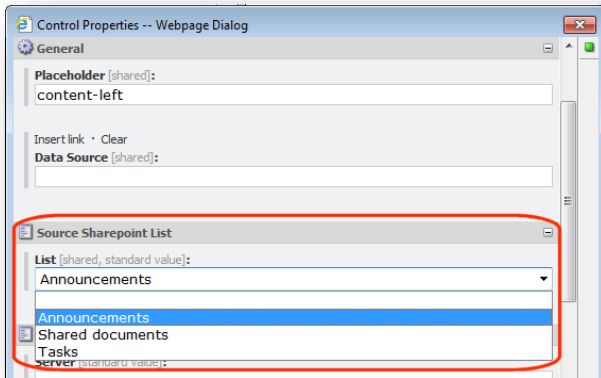 Control Properties -- Webpage Dialog
General
Placeholder [shared]:
content-left
Insert link · Clear
Data Source [shared]:
Source Sharepoint List
List [shared, standard value]:
Announcements
Announcements
Shared documents
Tasks
Server [standard value]: